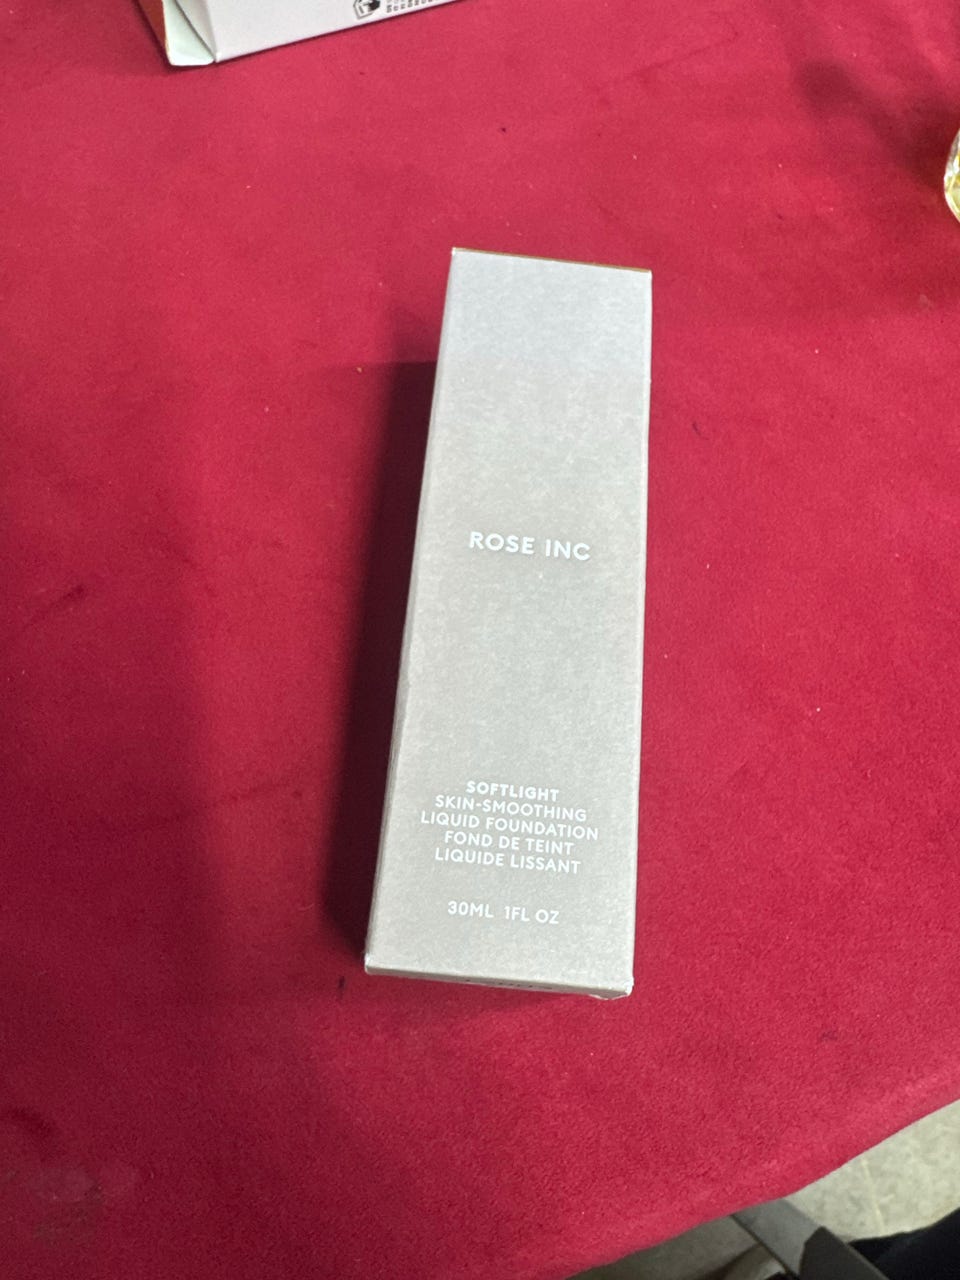 ROSE INC
SOFTLIGHT
SKIN-SMOOTHING
LIQUID FOUNDATION
FOND DE TEINT
LIQUIDE LISSANT
30ML 1FL OZ